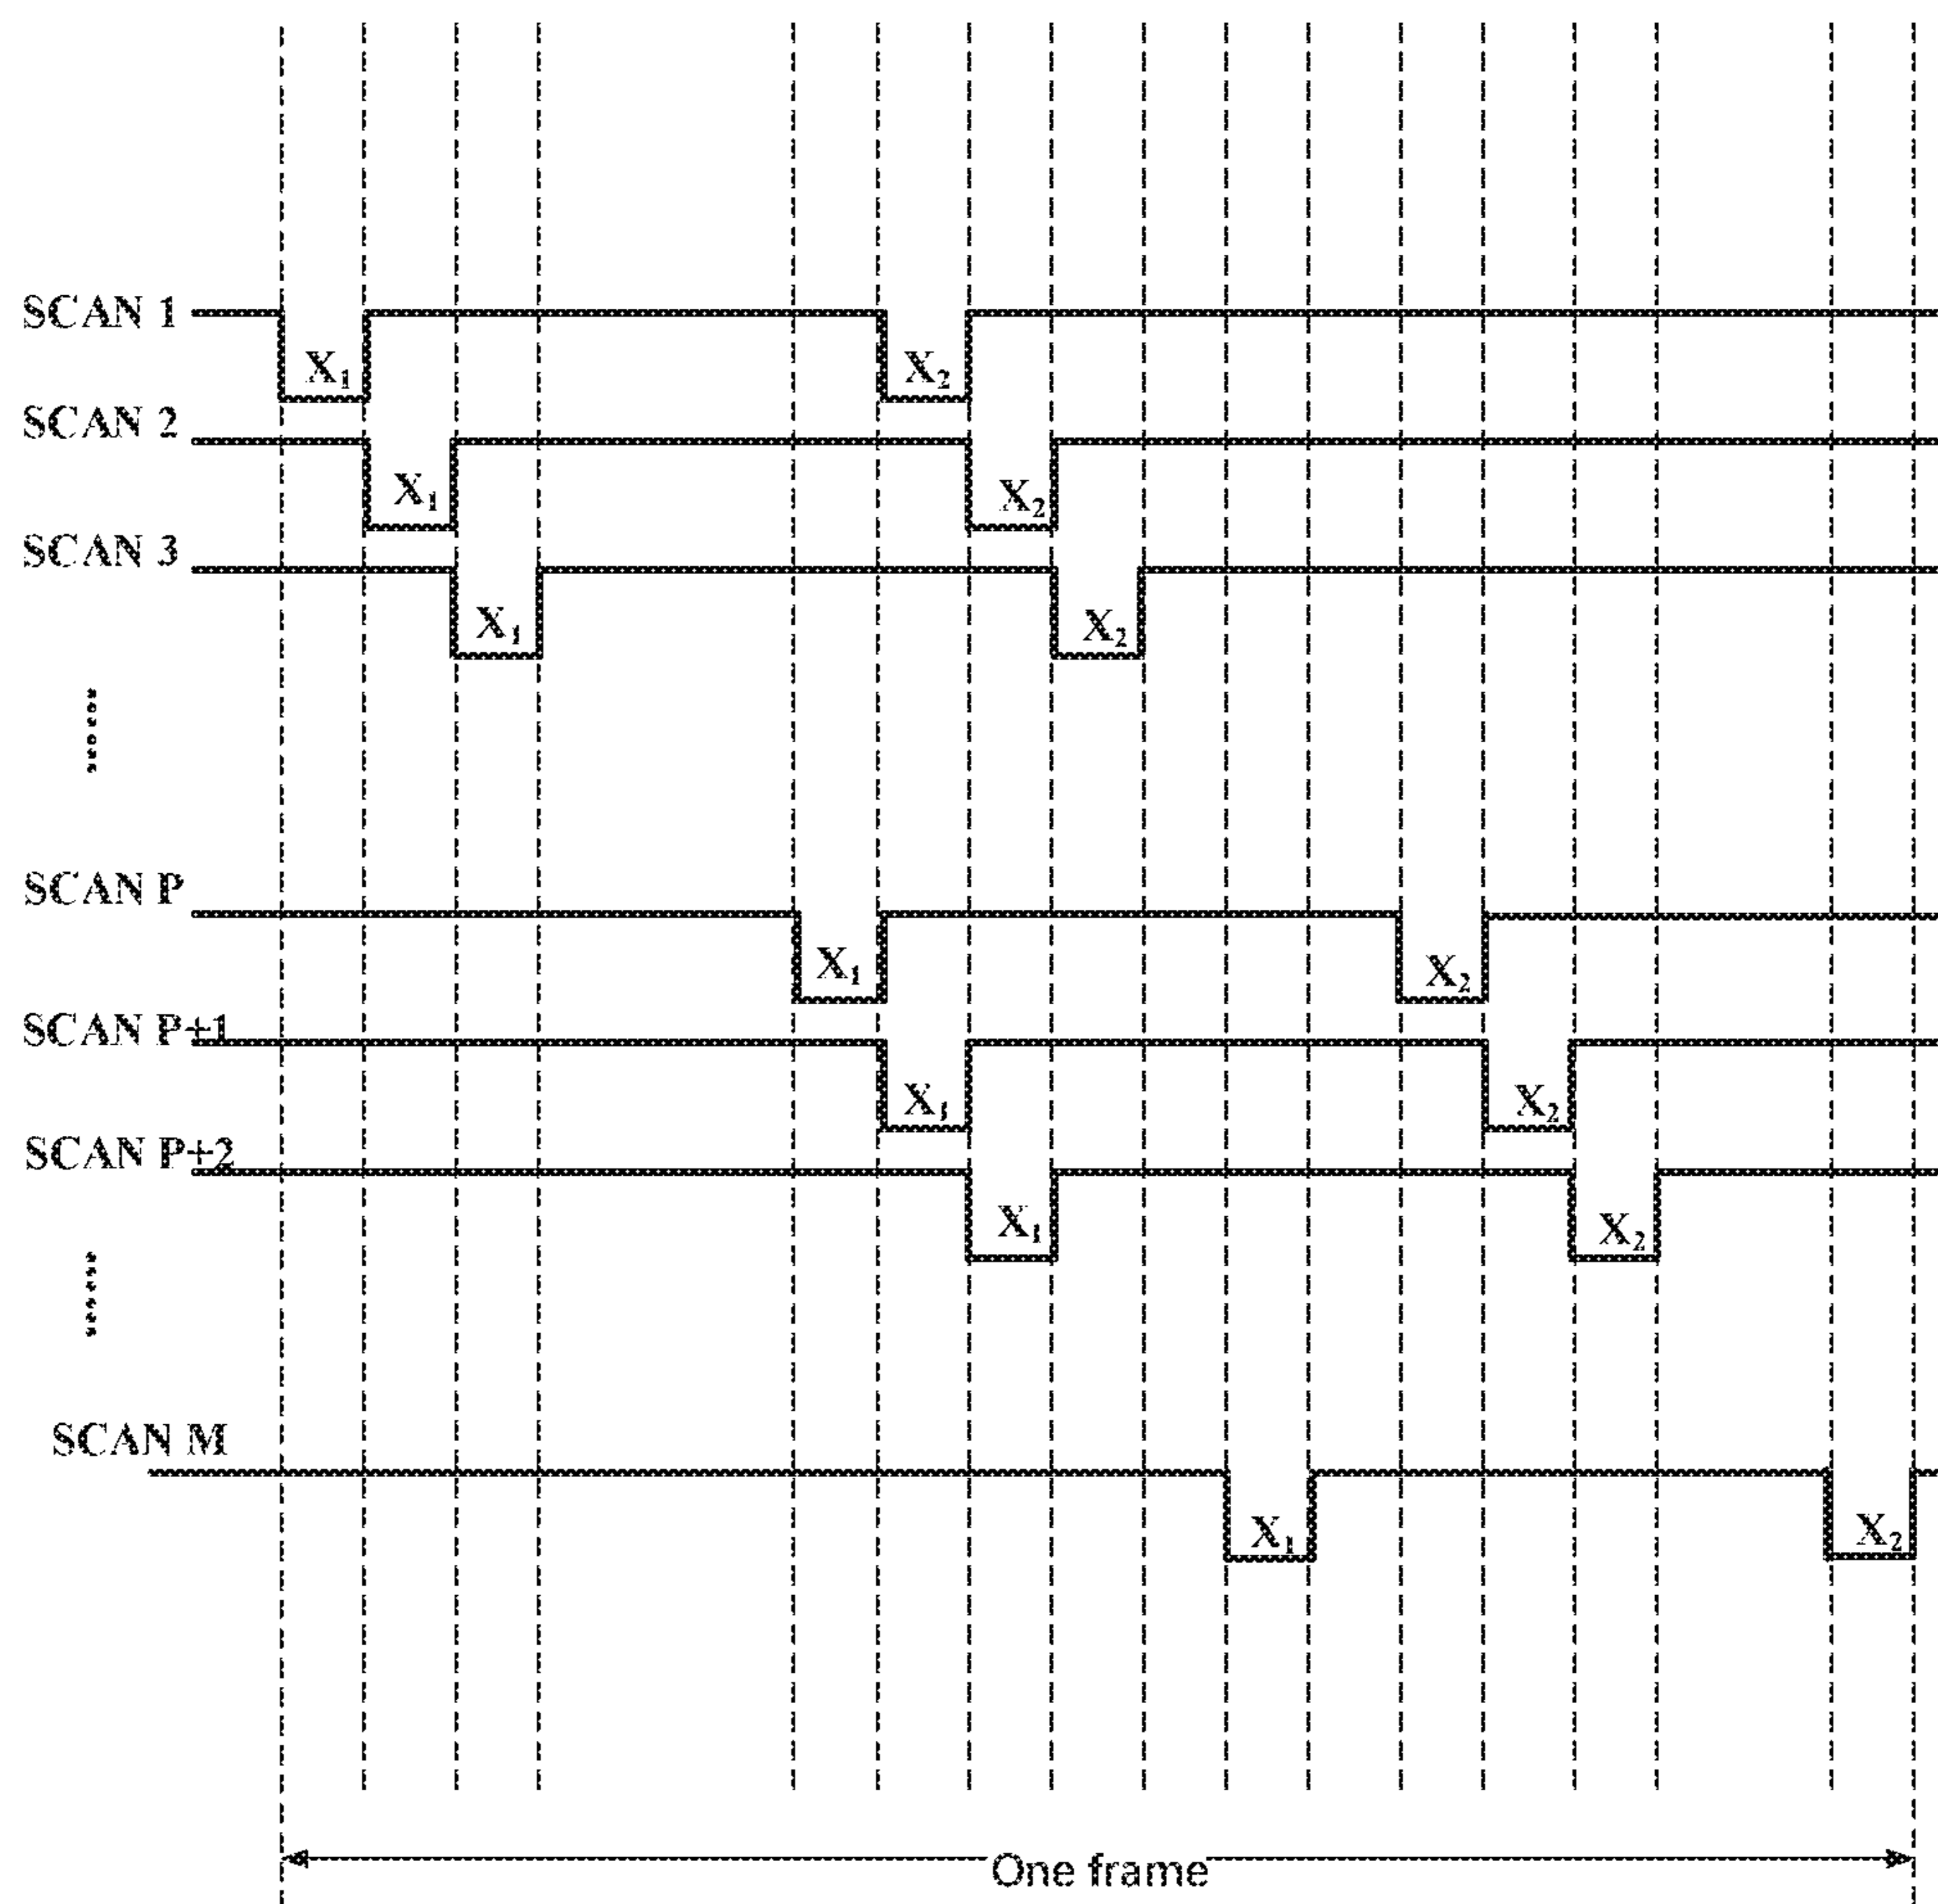 SCAN 1
X₁ X₂
SCAN 2
X₁ X₂
SCAN 3
X₁ X₂
SCAN P
X₁ X₂
SCAN P+1
X₁ X₂
SCAN P+2
X₁ X₂
SCAN M
X₁ X₂
One frame